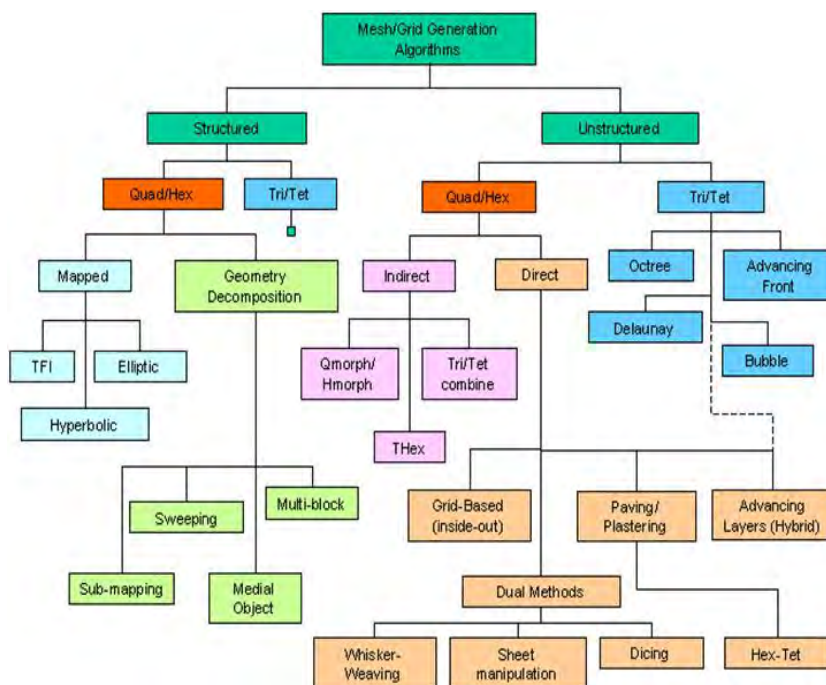 Mesh/Grid Generation
Algorithms
Structured
Unstructured
Quad/Hex
Tri/Tet
Quad/Hex
Tri/Tet
Mapped
Geometry
Decomposition
Indirect
Direct
Octree
Advancing
Front
Delaunay
Bubble
TFI
Elliptic
Hyperbolic
Qmorph/
Hmorph
Tri/Tet
combine
THex
Sweeping
Multi-block
Sub-mapping
Medial
Object
Grid-Based
(inside-out)
Paving/
Plastering
Advancing
Layers (Hybrid)
Dual Methods
Whisker-
Weaving
Sheet
manipulation
Dicing
Hex-Tet